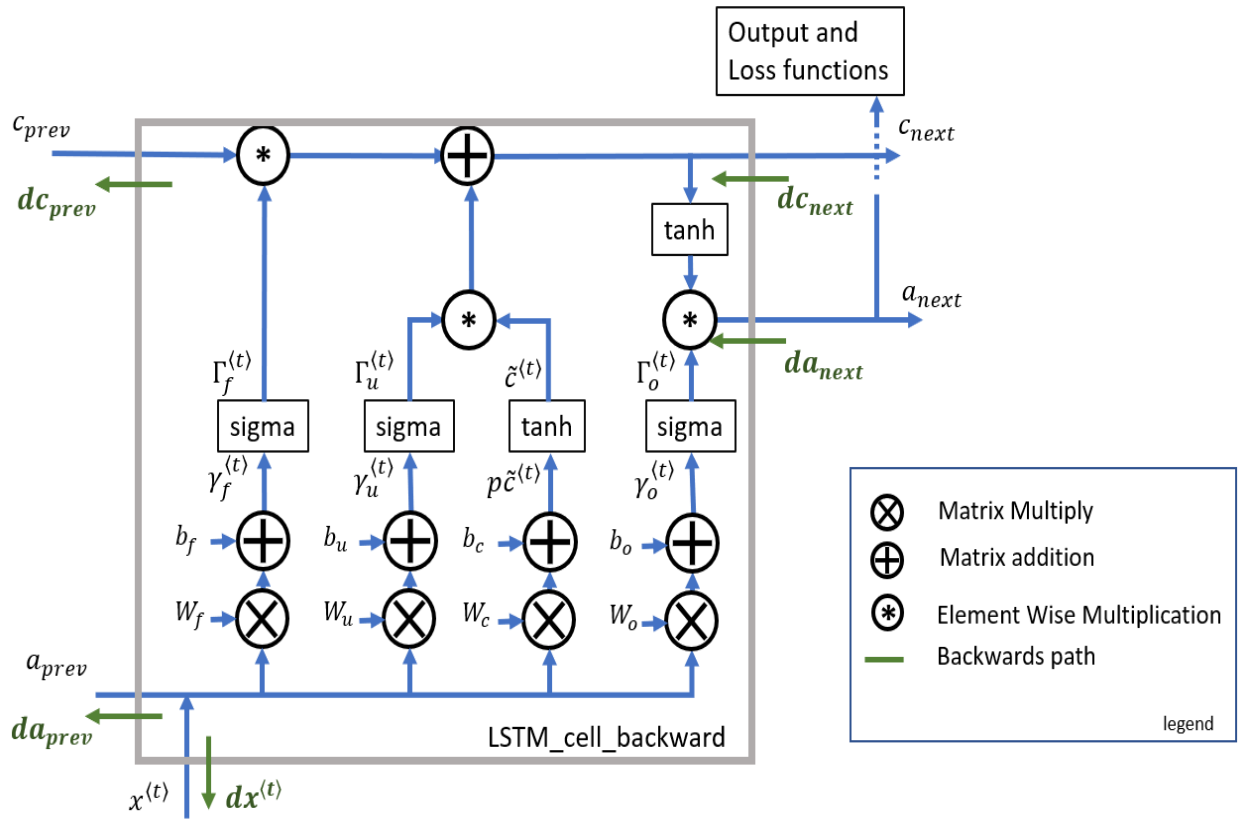 Output and
Loss functions
c_prev
c_next
dc_prev
dc_next
tanh
a_next
da_next
Γ_f^⟨t⟩
Γ_u^⟨t⟩
c̃^⟨t⟩
Γ_o^⟨t⟩
sigma
sigma
tanh
sigma
γ_f^⟨t⟩
γ_u^⟨t⟩
pc̃^⟨t⟩
γ_o^⟨t⟩
b_f
b_u
b_c
b_o
W_f
W_u
W_c
W_o
a_prev
da_prev
LSTM_cell_backward
x^⟨t⟩
dx^⟨t⟩
Matrix Multiply
Matrix addition
Element Wise Multiplication
Backwards path
legend